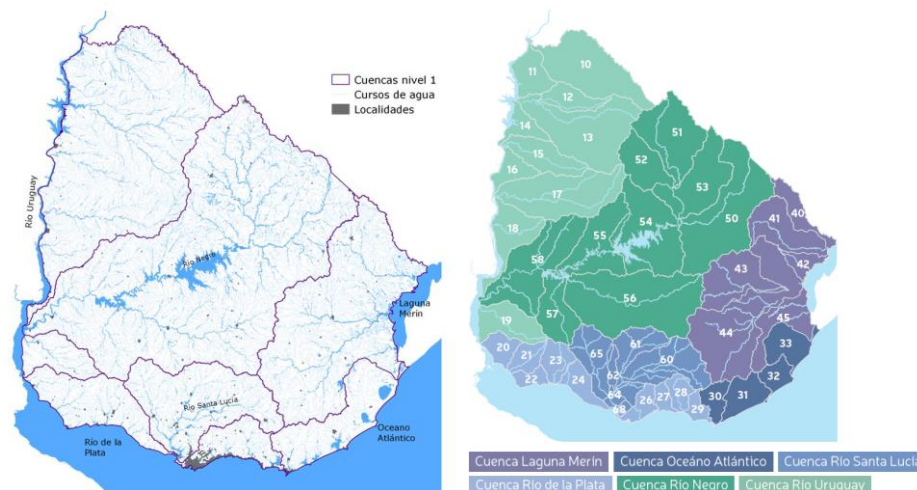 Cuencas nivel 1
Cursos de agua
Localidades
Río Uruguay
Río Negro
Laguna
Merín
Río Santa Lucía
Río de la
Plata
Oceano
Atlántico
10
11
12
51
14
13
52
15
53
16
41
40
17
54
50
18
55
42
58
43
56
57
45
19
44
33
20
21
23
65
61
60
32
22
24
62
64
26
27
28
30
31
68
29
Cuenca Laguna Merín
Cuenca Oceáno Atlántico
Cuenca Río Santa Lucía
Cuenca Río de la Plata
Cuenca Río Negro
Cuenca Río Uruguay